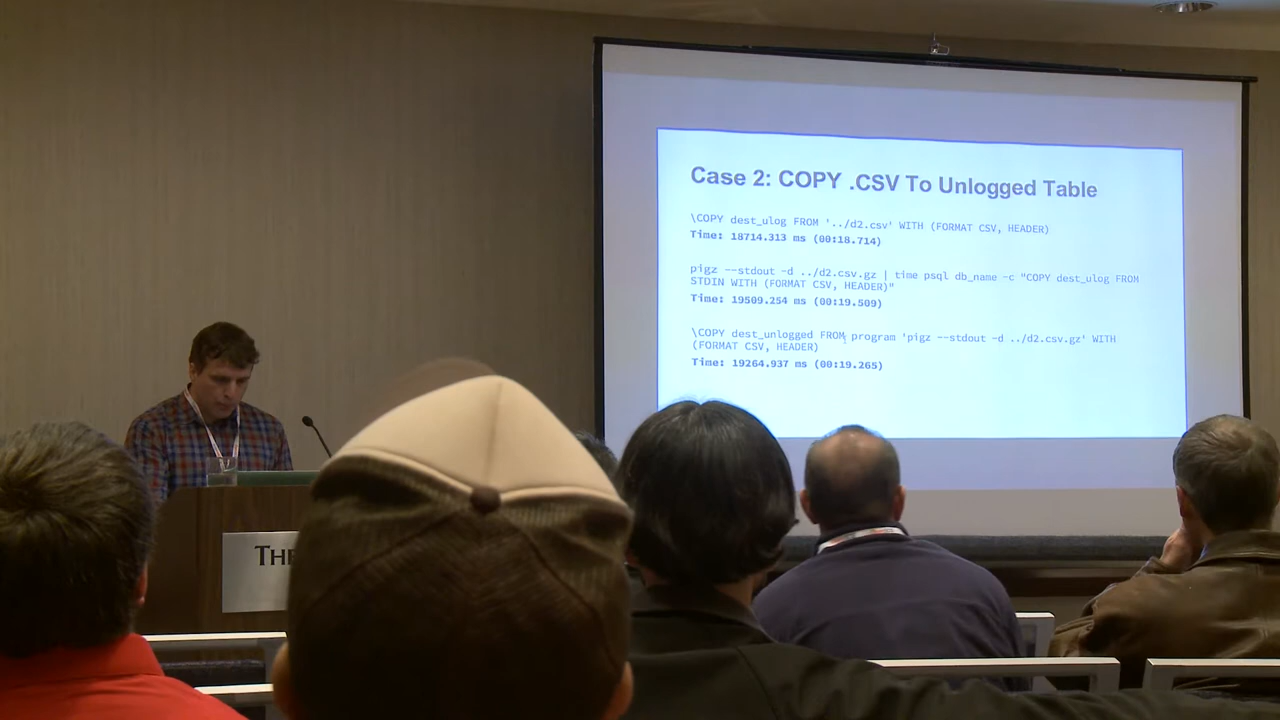 Case 2: COPY .CSV To Unlogged Table
\COPY dest_ulog FROM '../d2.csv' WITH (FORMAT CSV, HEADER)
Time: 18714.313 ms (00:18.714)
pigz --stdout -d ../d2.csv.gz | time psql db_name -c "COPY dest_ulog FROM
STDIN WITH (FORMAT CSV, HEADER)"
Time: 19509.254 ms (00:19.509)
\COPY dest_unlogged FROM program 'pigz --stdout -d ../d2.csv.gz' WITH
(FORMAT CSV, HEADER)
Time: 19264.937 ms (00:19.265)
THE